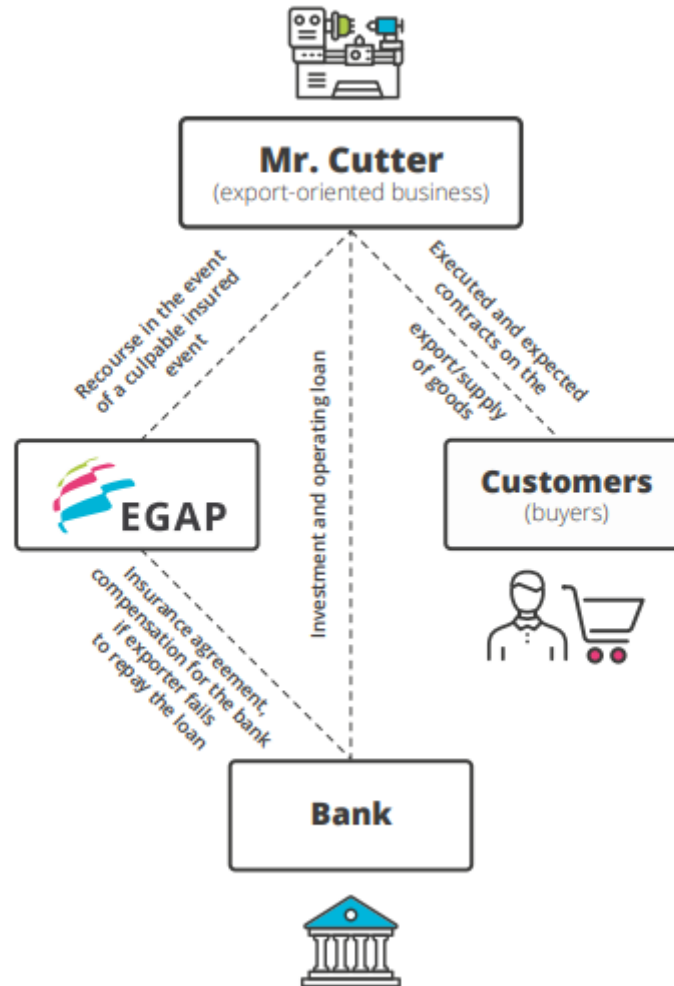 Mr. Cutter
(export-oriented business)
Recourse in the event
of a culpable insured
event
Investment and operating loan
Executed and expected
contracts on the
export/supply
of goods
EGAP
Customers
(buyers)
Insurance agreement,
compensation for the bank
if exporter fails
to repay the loan
Bank